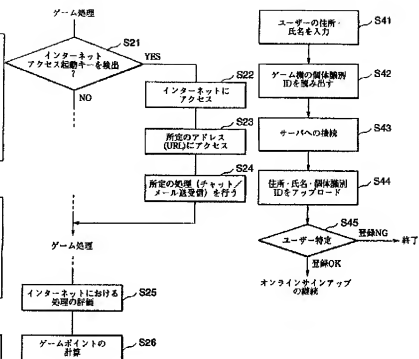 ゲーム処理
S21
インターネット
アクセス起動キーを検出
?
YES
NO
S22
インターネットに
アクセス
S23
所定のアドレス
(URL)にアクセス
S24
所定の処理(チャット/
メール送受信)を行う
ゲーム処理
S25
インターネットにおける
処理の評価
S26
ゲームポイントの
計算
S41
ユーザーの住所・
氏名を入力
S42
ゲーム機の個体識別
IDを読み出す
S43
サーバへの接続
S44
住所・氏名・個体識別
IDをアップロード
S45
ユーザー特定
登録NG
終了
登録OK
オンラインサインアップ
の継続